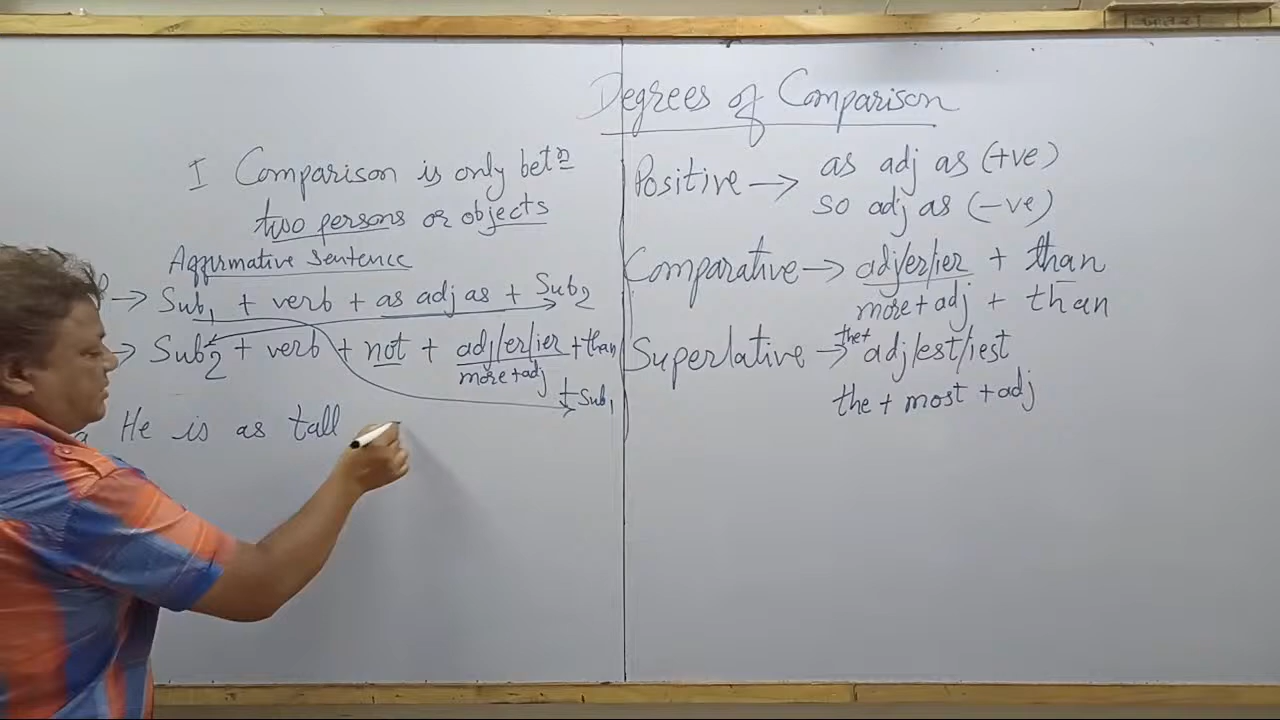 Degrees of Comparison
I Comparison is only betn
two persons or objects
Affirmative sentence
P → Sub1 + verb + as adj as + Sub2
→ Sub2 + verb + not + adj/er/ier + than
more + adj
+ Sub1
He is as tall
Positive → as adj as (+ve)
so adj as (-ve)
Comparative → adj/er/ier + than
more + adj + than
Superlative → the + adj/est/iest
the + most + adj